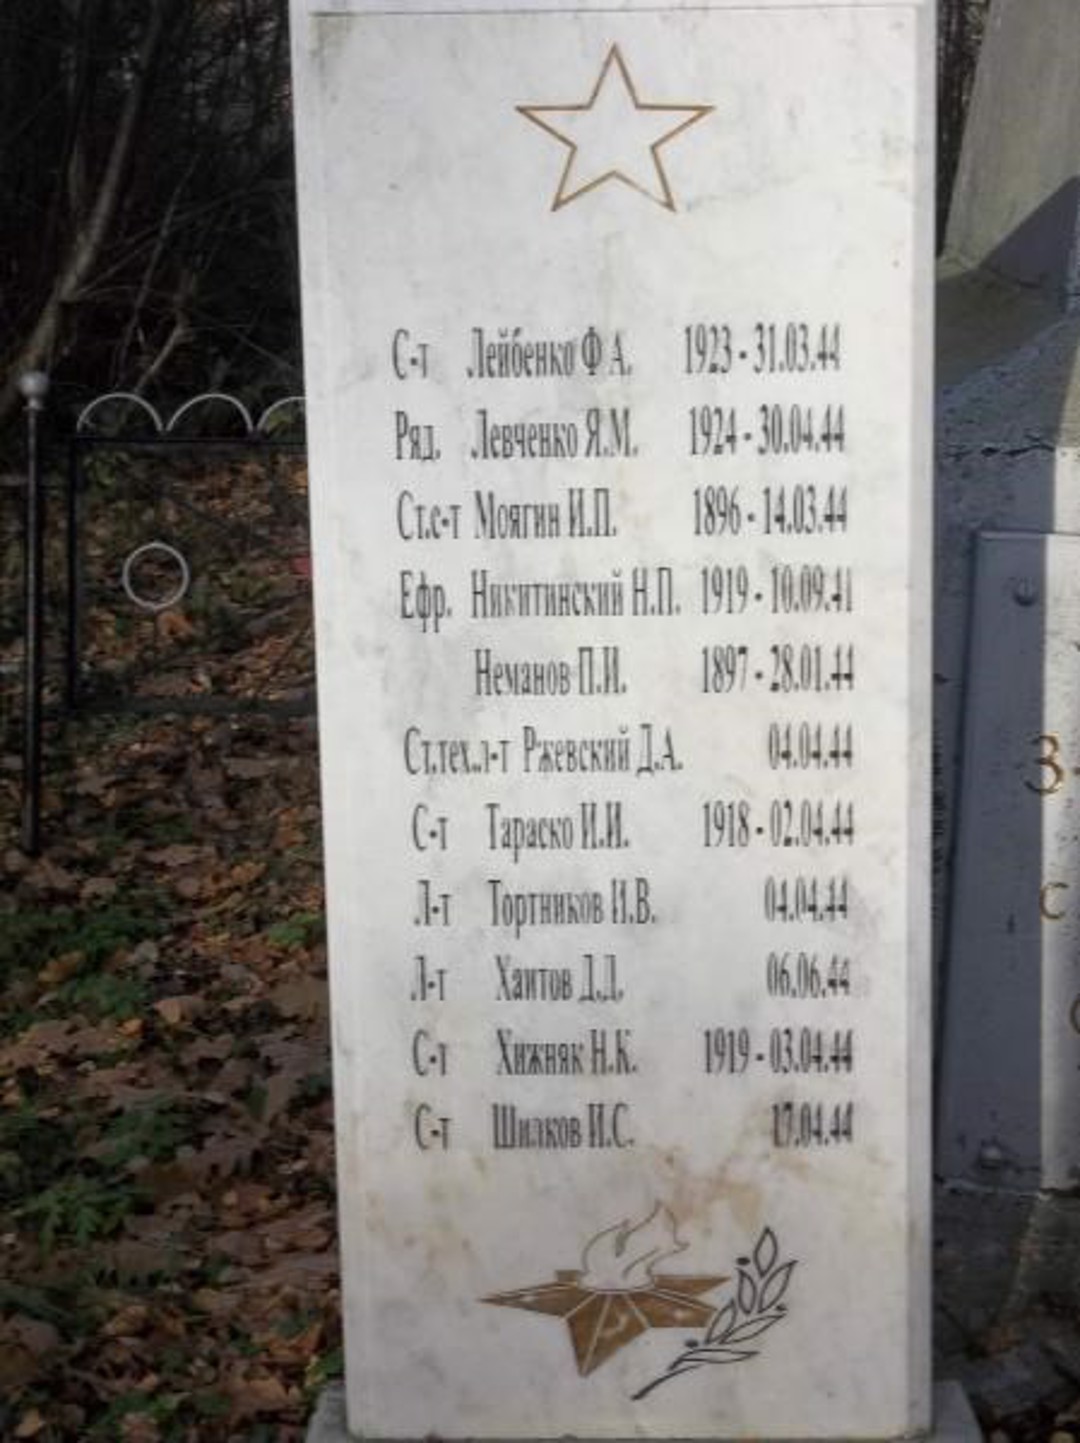 С-т Лейбенко Ф А. 1923 - 31.03.44
Ряд. Левченко Я.М. 1924 - 30.04.44
Ст.с-т Моягин И.П. 1896 - 14.03.44
Ефр. Никитинский Н.П. 1919 - 10.09.41
Неманов П.И. 1897 - 28.01.44
Ст.тех.л-т Ржевский Д.А. 04.04.44
С-т Тараско И.И. 1918 - 02.04.44
Л-т Тортников И.В. 04.04.44
Л-т Хаитов Д.Д. 06.06.44
С-т Хижняк Н.К. 1919 - 03.04.44
С-т Шилков И.С. 17.04.44
З
С